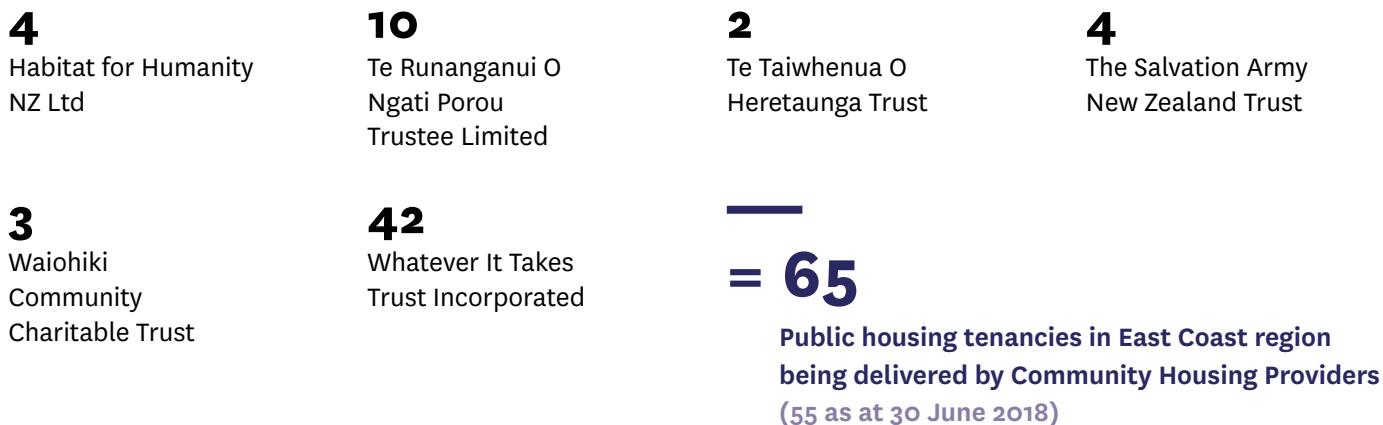 4
Habitat for Humanity
NZ Ltd
10
Te Runanganui O
Ngati Porou
Trustee Limited
2
Te Taiwhenua O
Heretaunga Trust
4
The Salvation Army
New Zealand Trust
3
Waiohiki
Community
Charitable Trust
42
Whatever It Takes
Trust Incorporated
= 65
Public housing tenancies in East Coast region
being delivered by Community Housing Providers
(55 as at 30 June 2018)